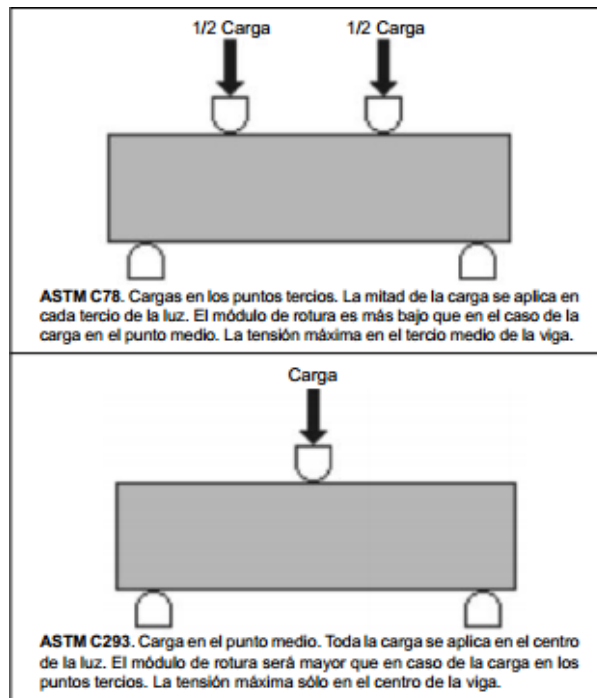 1/2 Carga 1/2 Carga
ASTM C78. Cargas en los puntos tercios. La mitad de la carga se aplica en
cada tercio de la luz. El módulo de rotura es más bajo que en el caso de la
carga en el punto medio. La tensión máxima en el tercio medio de la viga.
Carga
ASTM C293. Carga en el punto medio. Toda la carga se aplica en el centro
de la luz. El módulo de rotura será mayor que en caso de la carga en los
puntos tercios. La tensión máxima sólo en el centro de la viga.